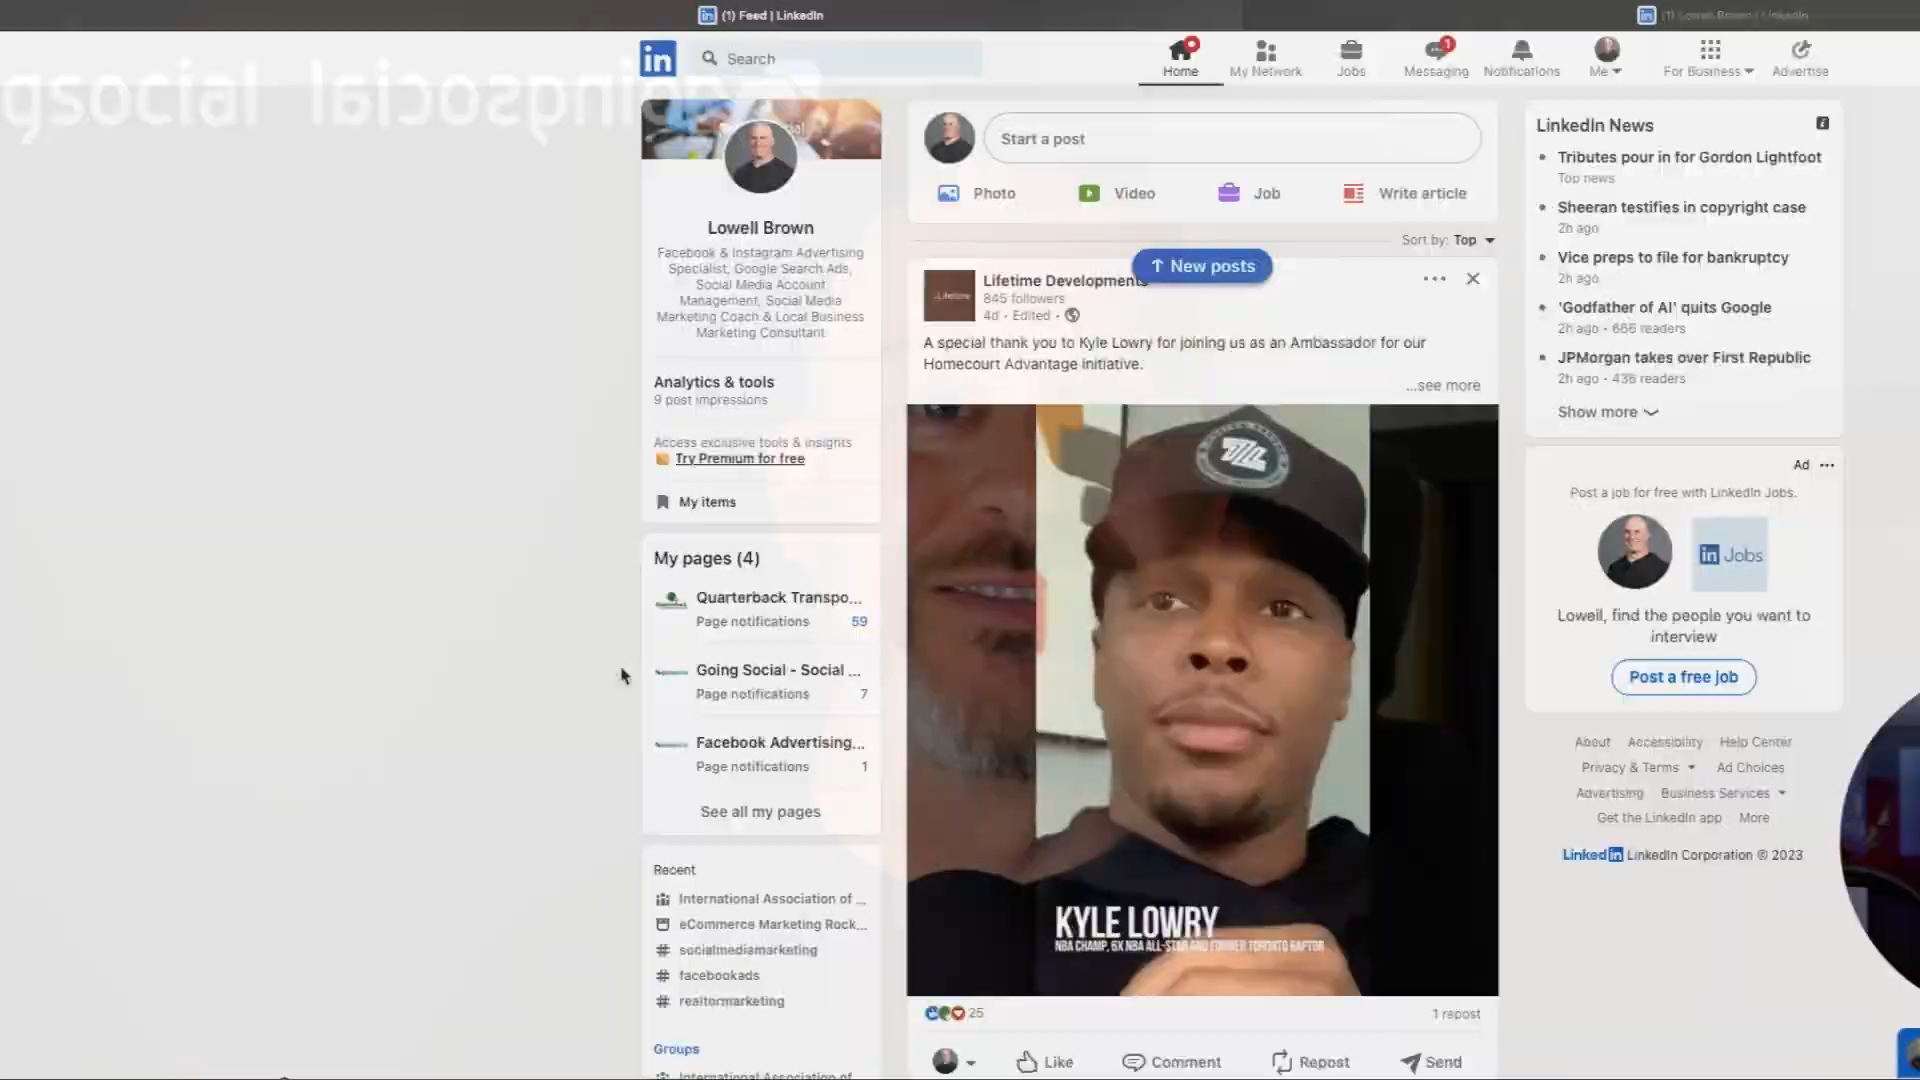 (1) Feed | LinkedIn
(1) Lowell Brown | LinkedIn
in
Search
Home
My Network
Jobs
1
Messaging
Notifications
Me
For Business
Advertise
gsocial
Lowell Brown
Facebook & Instagram Advertising
Specialist, Google Search Ads,
Social Media Account
Management, Social Media
Marketing Coach & Local Business
Marketing Consultant
Analytics & tools
9 post impressions
Access exclusive tools & insights
Try Premium for free
My items
My pages (4)
Quarterback Transpo...
Page notifications 59
Going Social - Social ...
Page notifications 7
Facebook Advertising...
Page notifications 1
See all my pages
Recent
International Association of ...
eCommerce Marketing Rock...
# socialmediamarketing
# facebookads
# realtormarketing
Groups
International Association of
Start a post
Photo
Video
Job
Write article
Sort by: Top
↑ New posts
Lifetime Developments
845 followers
4d • Edited •
A special thank you to Kyle Lowry for joining us as an Ambassador for our
Homecourt Advantage initiative.
...see more
KYLE LOWRY
NBA CHAMP, 6X NBA ALL-STAR AND FORMER TORONTO RAPTOR
25
1 repost
Like
Comment
Repost
Send
LinkedIn News
• Tributes pour in for Gordon Lightfoot
Top news
• Sheeran testifies in copyright case
2h ago
• Vice preps to file for bankruptcy
2h ago
• 'Godfather of AI' quits Google
2h ago • 666 readers
• JPMorgan takes over First Republic
2h ago • 436 readers
Show more
Ad ...
Post a job for free with LinkedIn Jobs.
in Jobs
Lowell, find the people you want to
interview
Post a free job
About Accessibility Help Center
Privacy & Terms Ad Choices
Advertising Business Services
Get the LinkedIn app More
LinkedIn LinkedIn Corporation © 2023